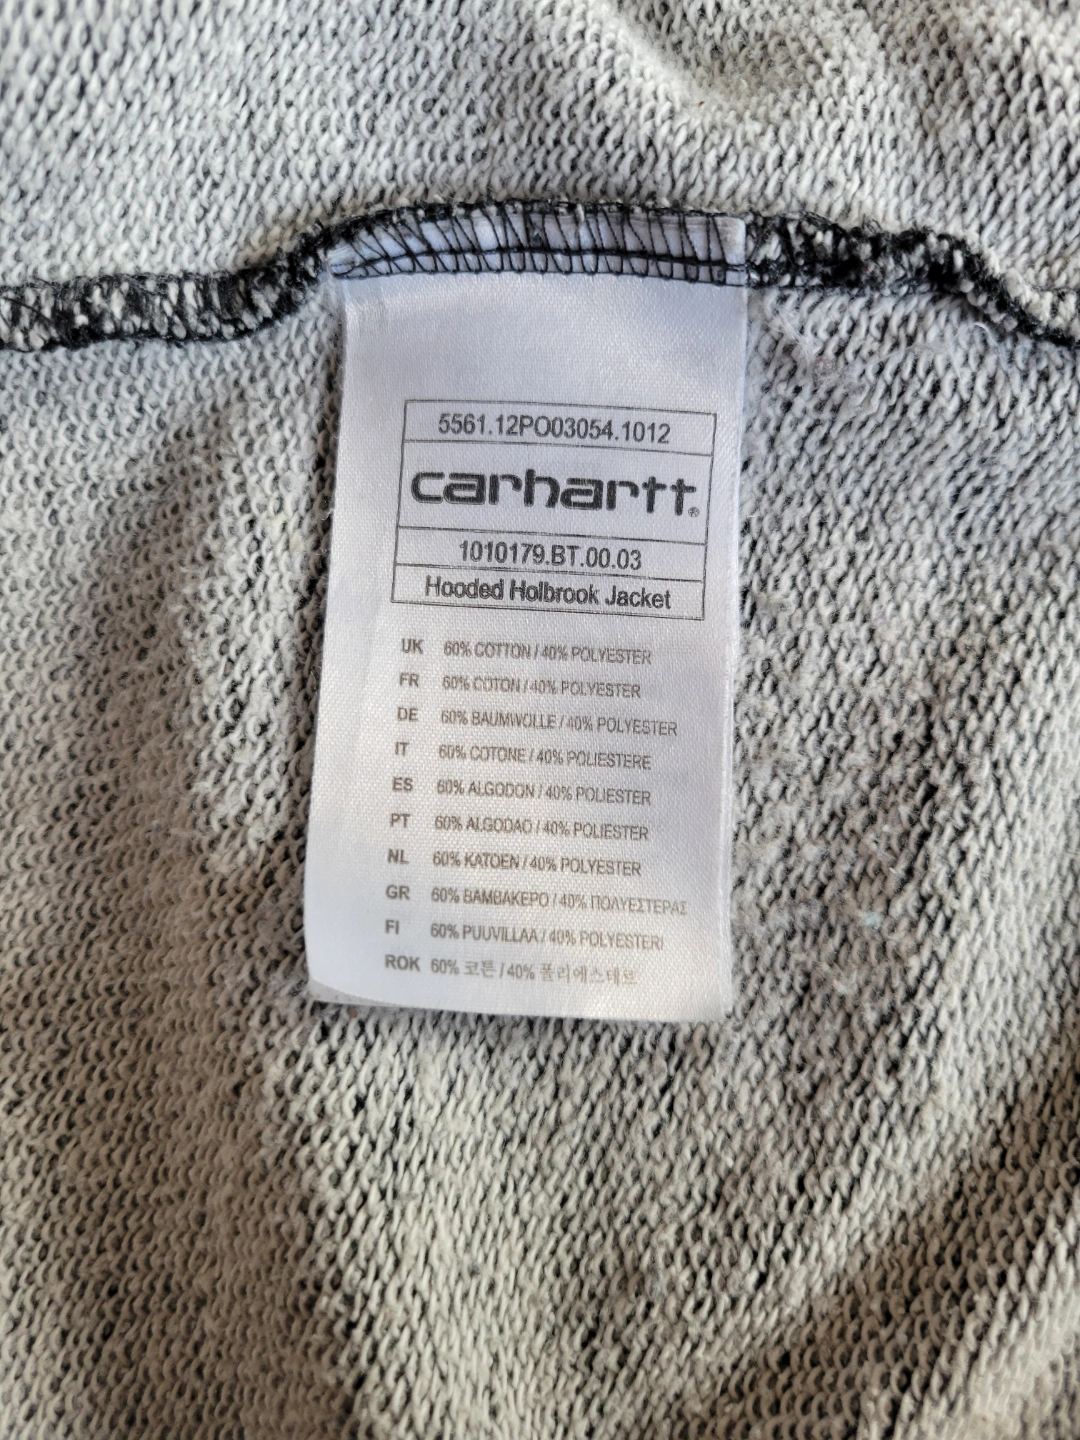 5561.12PO03054.1012
carhartt®
1010179.BT.00.03
Hooded Holbrook Jacket
UK 60% COTTON / 40% POLYESTER
FR 60% COTON / 40% POLYESTER
DE 60% BAUMWOLLE / 40% POLYESTER
IT 60% COTONE / 40% POLIESTERE
ES 60% ALGODON / 40% POLIESTER
PT 60% ALGODAO / 40% POLIESTER
NL 60% KATOEN / 40% POLYESTER
GR 60% ΒΑΜΒΑΚΕΡΟ / 40% ΠΟΛΥΕΣΤΕΡΑΣ
FI 60% PUUVILLAA / 40% POLYESTERI
ROK 60% 코튼 / 40% 폴리에스테르